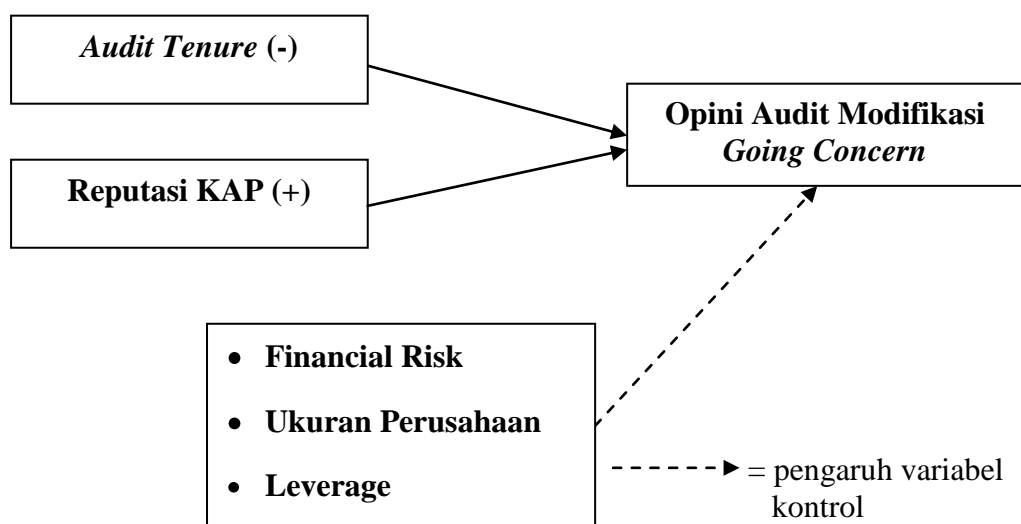 Audit Tenure (-)
Reputasi KAP (+)
Opini Audit Modifikasi
Going Concern
• Financial Risk
• Ukuran Perusahaan
• Leverage
= pengaruh variabel
kontrol